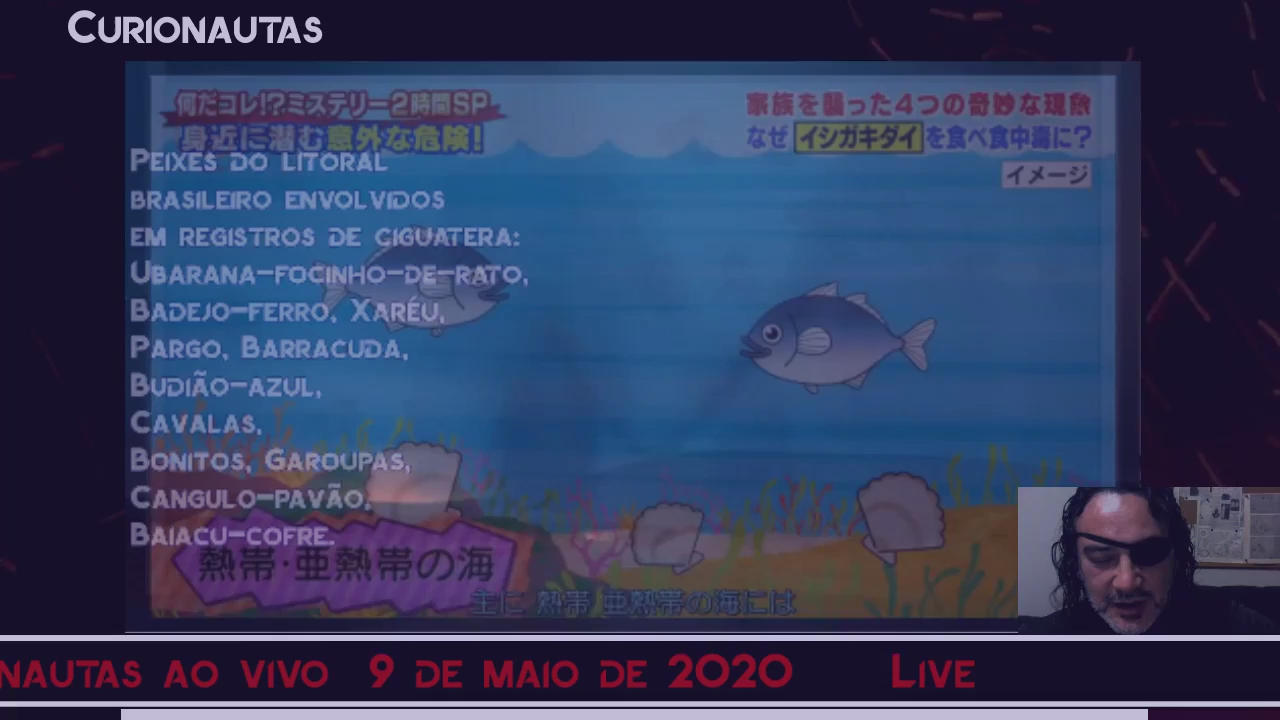 Curionautas
何だコレ!?ミステリー2時間SP
身近に潜む意外な危険!
家族を襲った4つの奇妙な現象
なぜ イシガキダイ を食べ食中毒に?
イメージ
Peixes do litoral
brasileiro envolvidos
em registros de ciguatera:
Ubarana-focinho-de-rato,
Badejo-ferro, Xaréu,
Pargo, Barracuda,
Budião-azul,
Cavalas,
Bonitos, Garoupas,
Cangulo-pavão,
Baiacu-cofre.
熱帯・亜熱帯の海
主に 熱帯 亜熱帯の海には
nautas ao vivo 9 de maio de 2020 Live